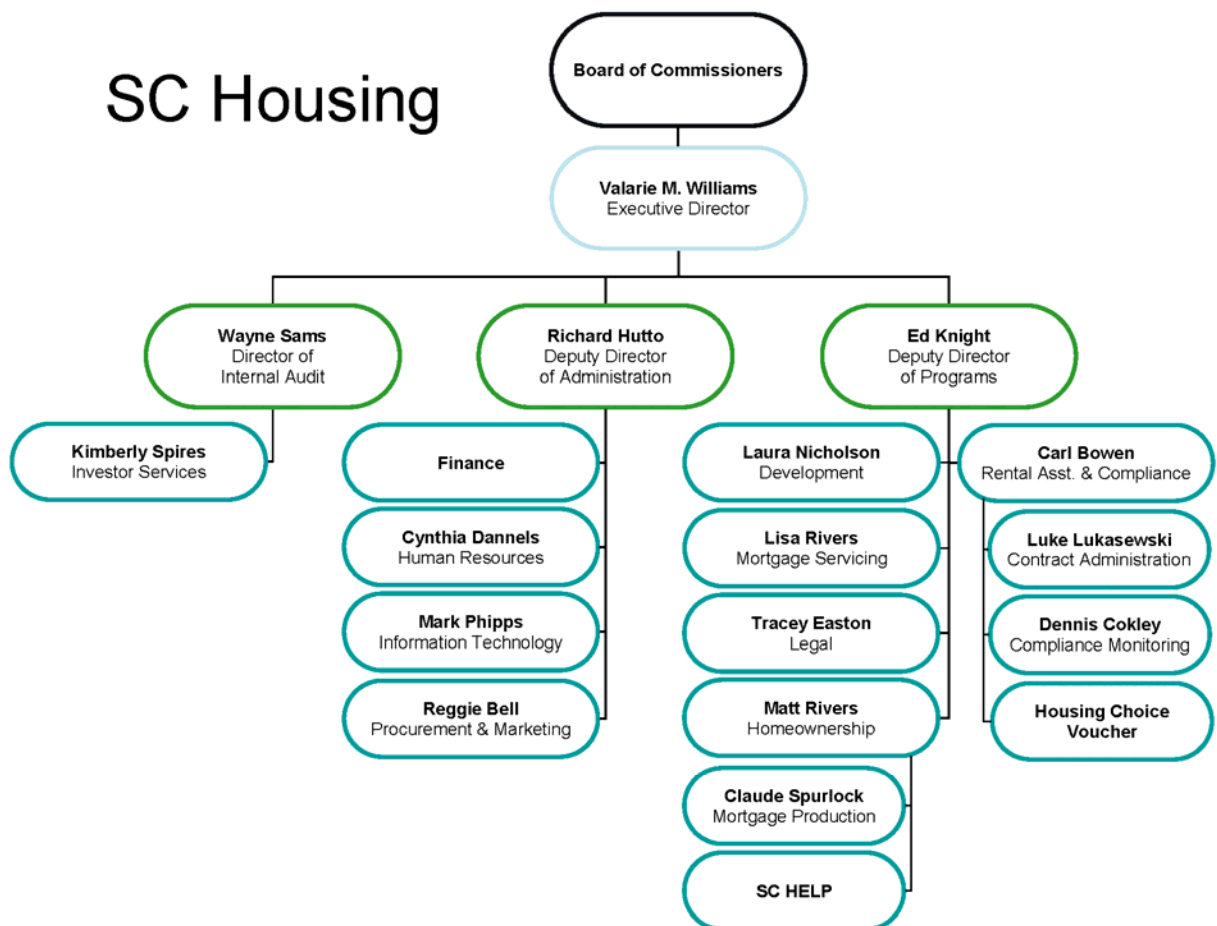 SC Housing
Board of Commissioners
Valarie M. Williams
Executive Director
Wayne Sams
Director of
Internal Audit
Richard Hutto
Deputy Director
of Administration
Ed Knight
Deputy Director
of Programs
Kimberly Spires
Investor Services
Finance
Cynthia Dannels
Human Resources
Mark Phipps
Information Technology
Reggie Bell
Procurement & Marketing
Laura Nicholson
Development
Lisa Rivers
Mortgage Servicing
Tracey Easton
Legal
Matt Rivers
Homeownership
Claude Spurlock
Mortgage Production
SC HELP
Carl Bowen
Rental Asst. & Compliance
Luke Lukasewski
Contract Administration
Dennis Cokley
Compliance Monitoring
Housing Choice
Voucher